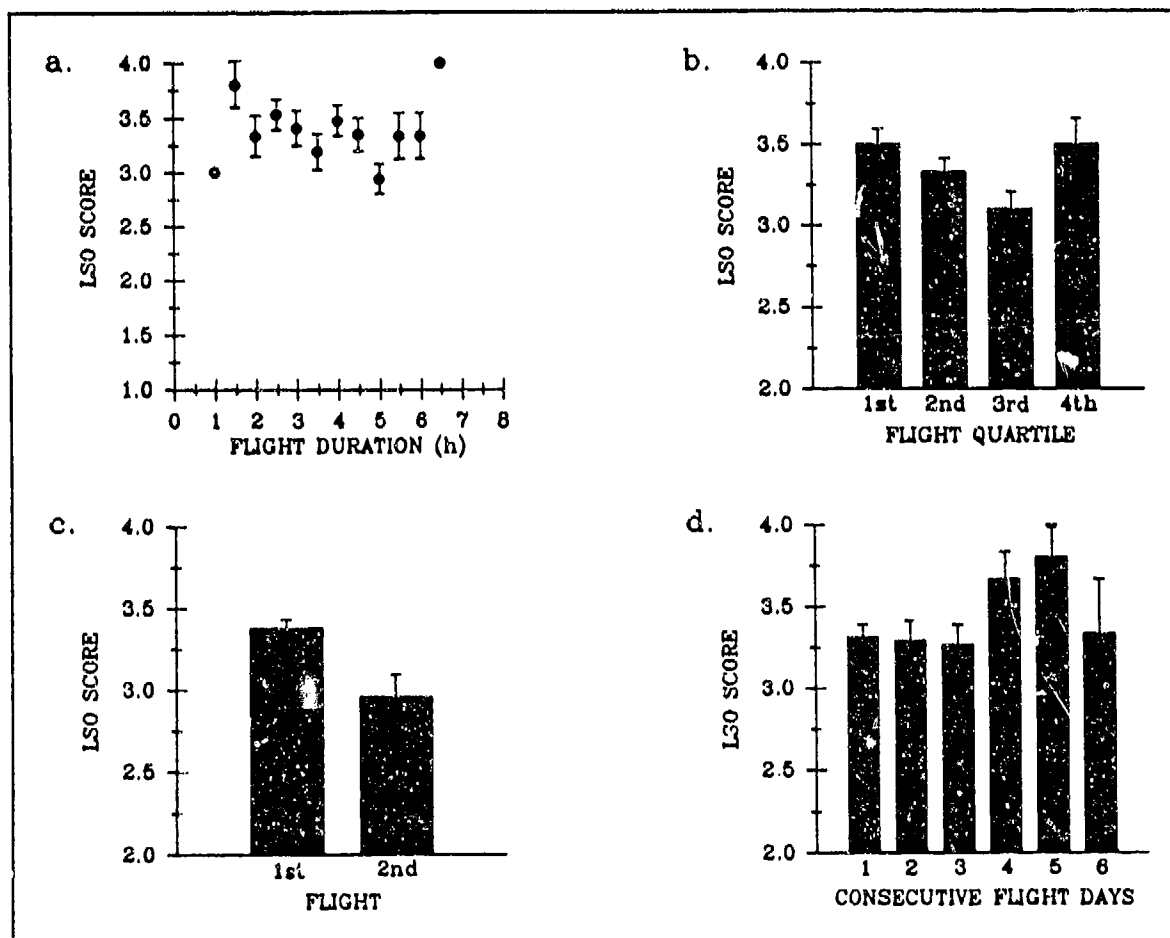 a.
4.0
3.5
3.0
2.5
2.0
1.5
1.0
LSO SCORE
0 1 2 3 4 5 6 7 8
FLIGHT DURATION (h)
b.
4.0
3.5
3.0
2.5
2.0
LSO SCORE
1st 2nd 3rd 4th
FLIGHT QUARTILE
c.
4.0
3.5
3.0
2.5
2.0
LSO SCORE
1st 2nd
FLIGHT
d.
4.0
3.5
3.0
2.5
2.0
LSO SCORE
1 2 3 4 5 6
CONSECUTIVE FLIGHT DAYS